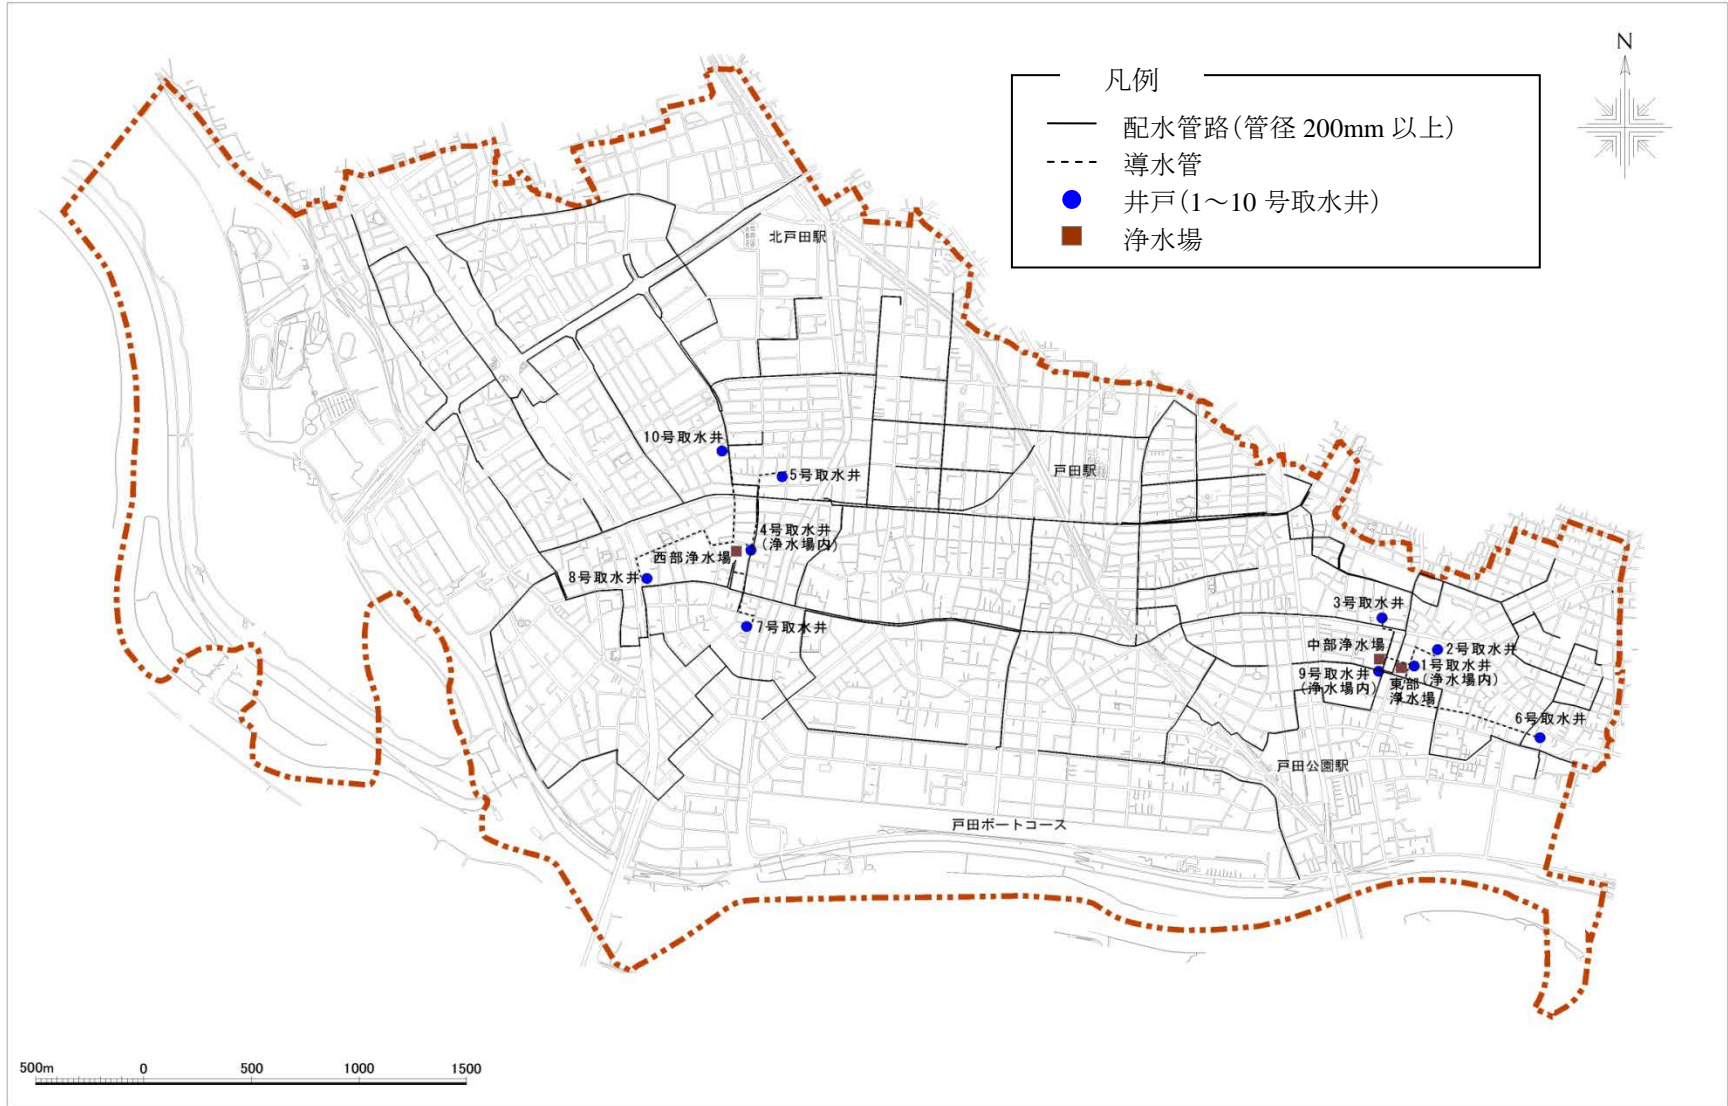 N
凡例
配水管路(管径 200mm 以上)
導水管
井戸(1～10 号取水井)
浄水場
北戸田駅
10号取水井
5号取水井
戸田駅
4号取水井
(浄水場内)
西部浄水場
8号取水井
7号取水井
3号取水井
中部浄水場
2号取水井
1号取水井
(浄水場内)
9号取水井
(浄水場内)
東部
浄水場
6号取水井
戸田公園駅
戸田ボートコース
500m 0 500 1000 1500